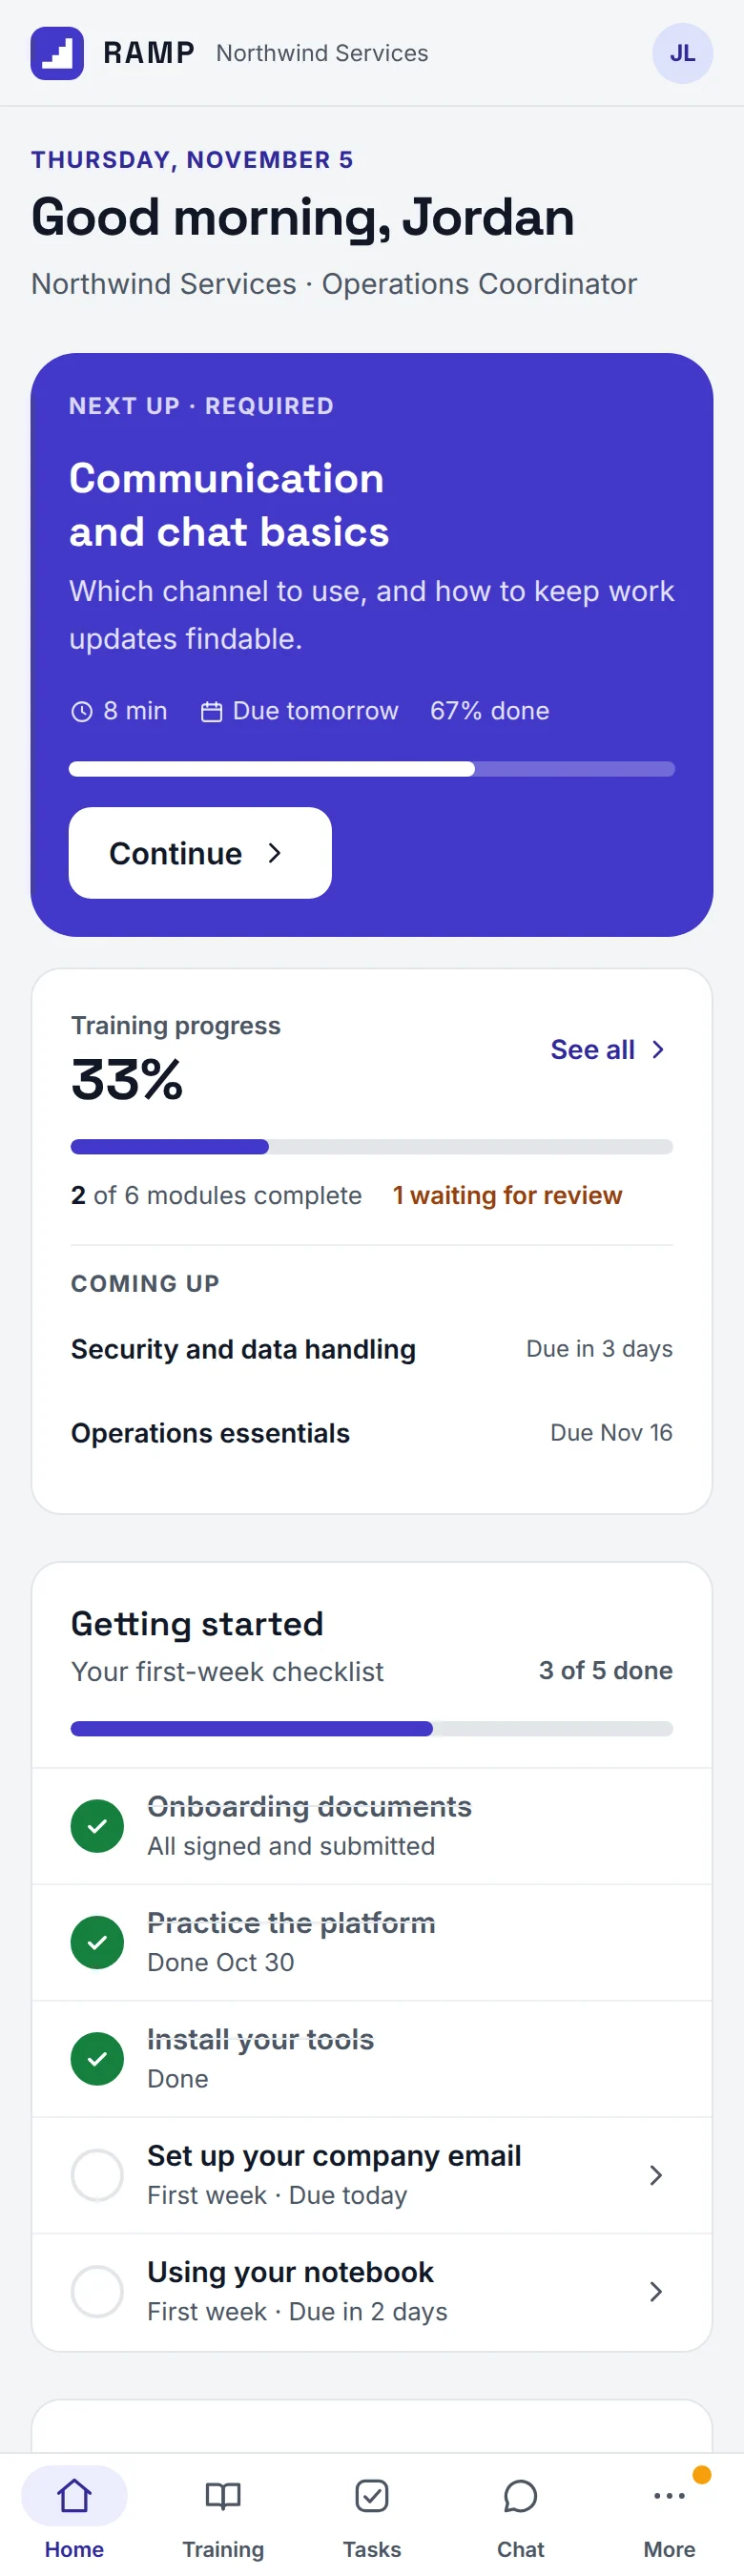 RAMP Northwind Services JL
THURSDAY, NOVEMBER 5
Good morning, Jordan
Northwind Services · Operations Coordinator
NEXT UP · REQUIRED
Communication
and chat basics
Which channel to use, and how to keep work
updates findable.
8 min Due tomorrow 67% done
Continue
Training progress
33%
See all
2 of 6 modules complete 1 waiting for review
COMING UP
Security and data handling Due in 3 days
Operations essentials Due Nov 16
Getting started
Your first-week checklist 3 of 5 done
Onboarding documents
All signed and submitted
Practice the platform
Done Oct 30
Install your tools
Done
Set up your company email
First week · Due today
Using your notebook
First week · Due in 2 days
Home Training Tasks Chat More